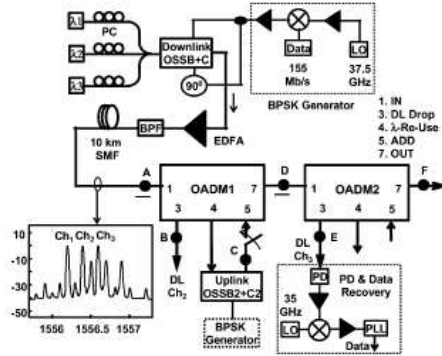 λ1
PC
λ2
λ3
Downlink
OSSB+C
90⁰
Data
LO
155
Mb/s
37.5
GHz
BPSK Generator
1. IN
3. DL Drop
4. λ-Re-Use
5. ADD
7. OUT
10 km
SMF
BPF
EDFA
A
1
OADM1
7
3
4
5
D
1
OADM2
7
3
4
5
F
B
C
E
DL
Ch₂
DL
Ch₃
Uplink
OSSB2+C2
BPSK
Generator
PD
PD & Data
Recovery
35
GHz
LO
PLL
Data
Ch₁ Ch₂ Ch₃
10
-10
-30
-50
1556
1556.5
1557